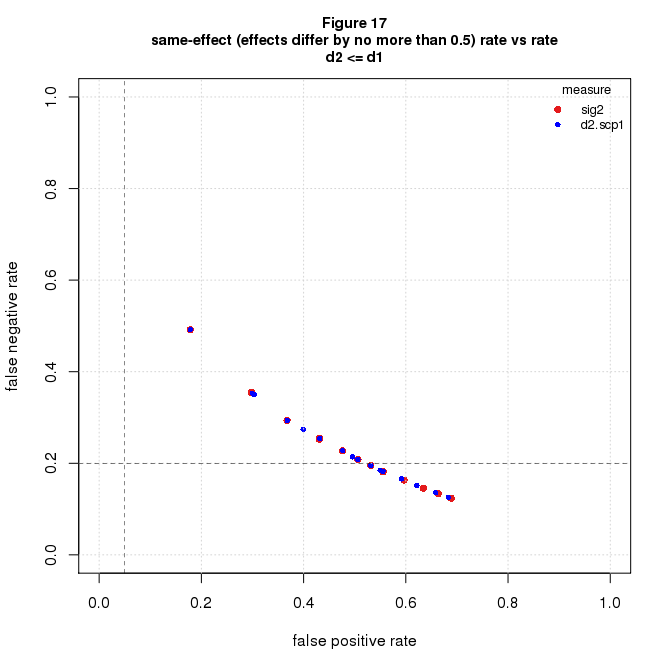 Figure 17
same-effect (effects differ by no more than 0.5) rate vs rate
d2 <= d1
measure
sig2
d2.scp1
false negative rate
1.0
0.8
0.6
0.4
0.2
0.0
0.0 0.2 0.4 0.6 0.8 1.0
false positive rate